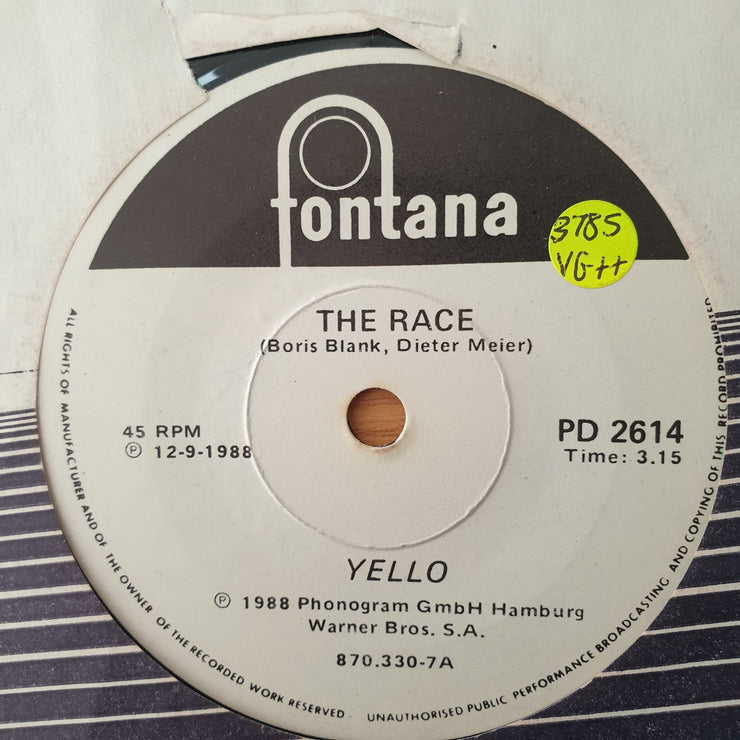 fontana
3785
VG++
THE RACE
(Boris Blank, Dieter Meier)
45 RPM
℗ 12-9-1988
PD 2614
Time: 3.15
YELLO
℗ 1988 Phonogram GmbH Hamburg
Warner Bros. S.A.
870.330-7A
ALL RIGHTS OF MANUFACTURER AND OF THE OWNER OF THE RECORDED WORK RESERVED. UNAUTHORISED PUBLIC PERFORMANCE BROADCASTING AND COPYING OF THIS RECORD PROHIBITED